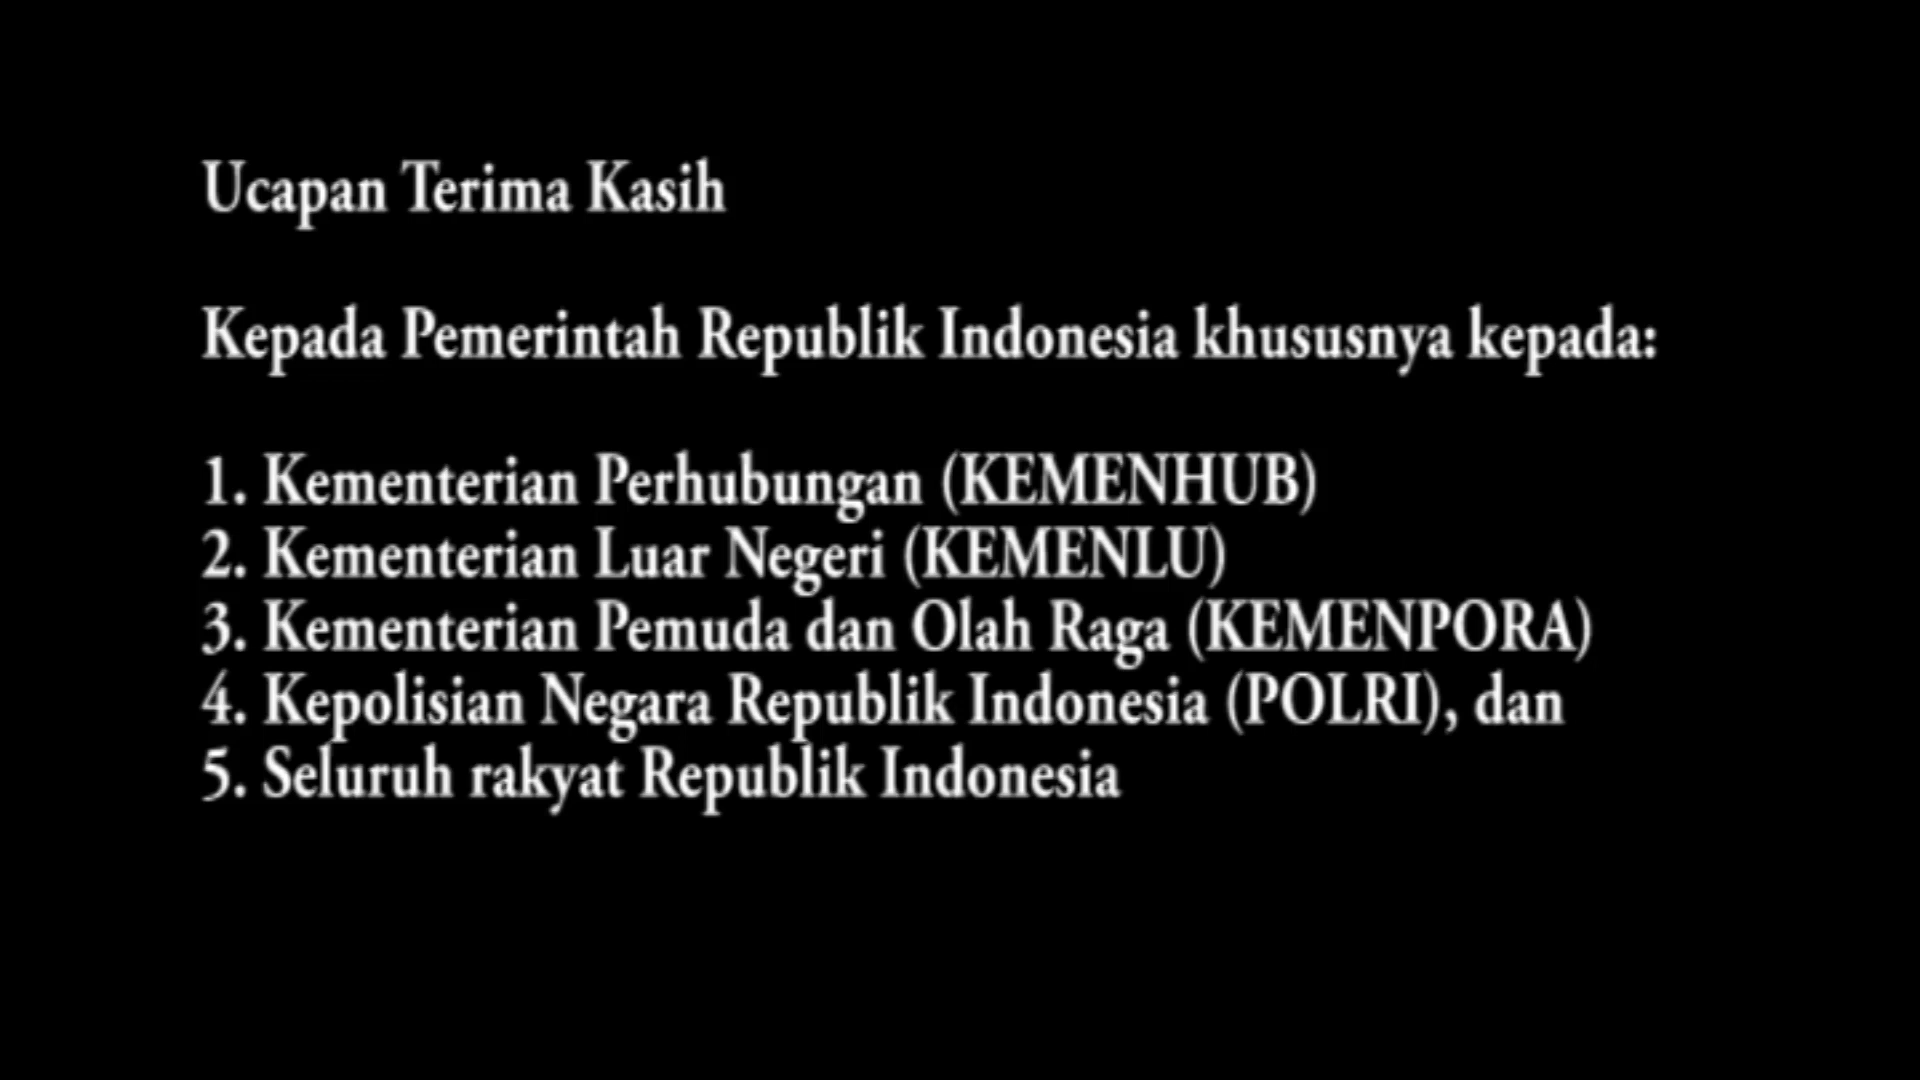 Ucapan Terima Kasih
Kepada Pemerintah Republik Indonesia khususnya kepada:
1. Kementerian Perhubungan (KEMENHUB)
2. Kementerian Luar Negeri (KEMENLU)
3. Kementerian Pemuda dan Olah Raga (KEMENPORA)
4. Kepolisian Negara Republik Indonesia (POLRI), dan
5. Seluruh rakyat Republik Indonesia